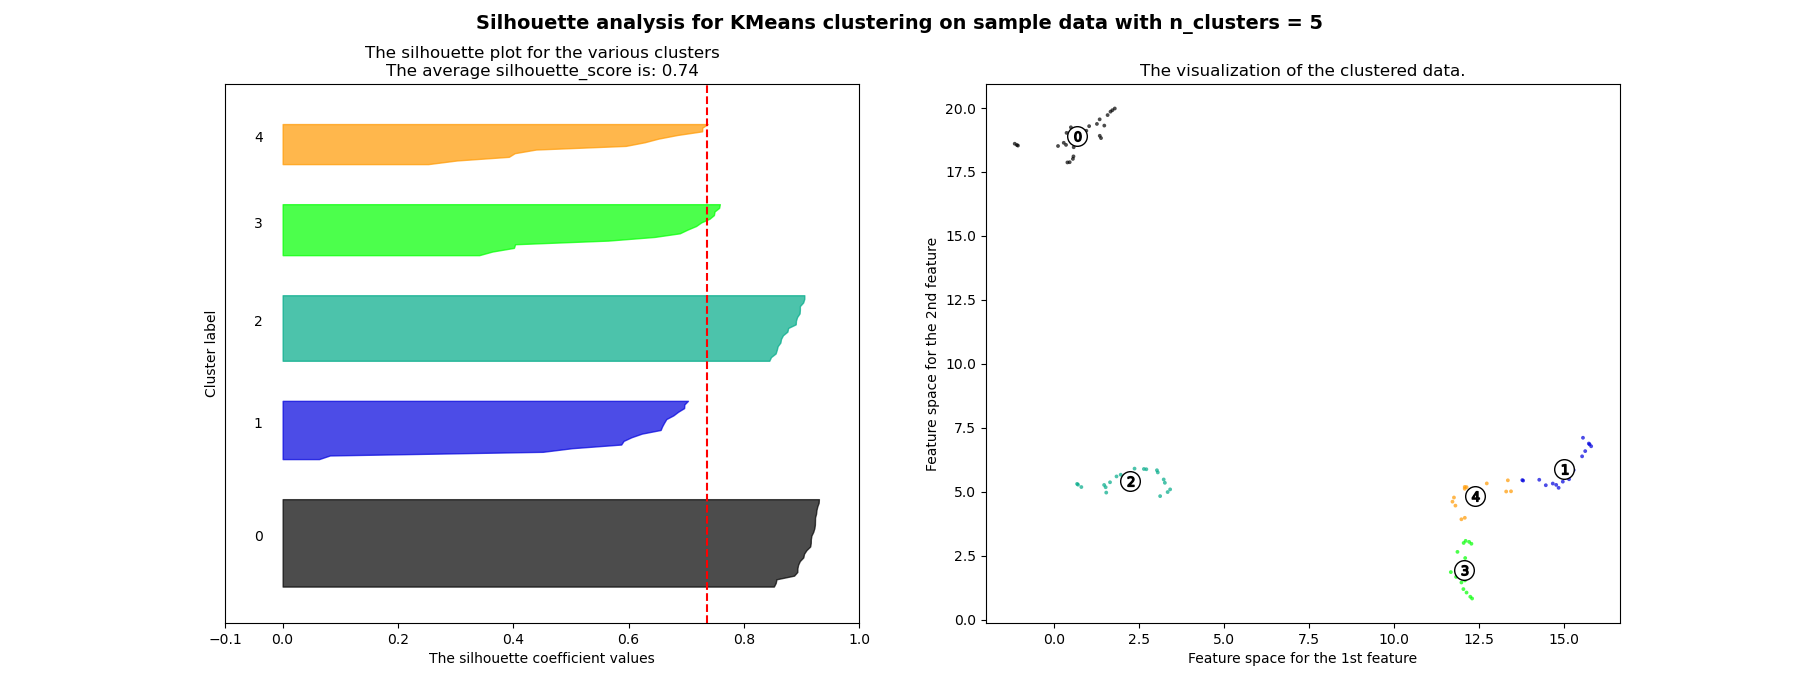 Silhouette analysis for KMeans clustering on sample data with n_clusters = 5
The silhouette plot for the various clusters
The average silhouette_score is: 0.74
4
3
2
1
0
Cluster label
−0.1 0.0 0.2 0.4 0.6 0.8 1.0
The silhouette coefficient values
The visualization of the clustered data.
20.0
17.5
15.0
12.5
10.0
7.5
5.0
2.5
0.0
Feature space for the 2nd feature
0
1
2
4
3
0.0 2.5 5.0 7.5 10.0 12.5 15.0
Feature space for the 1st feature